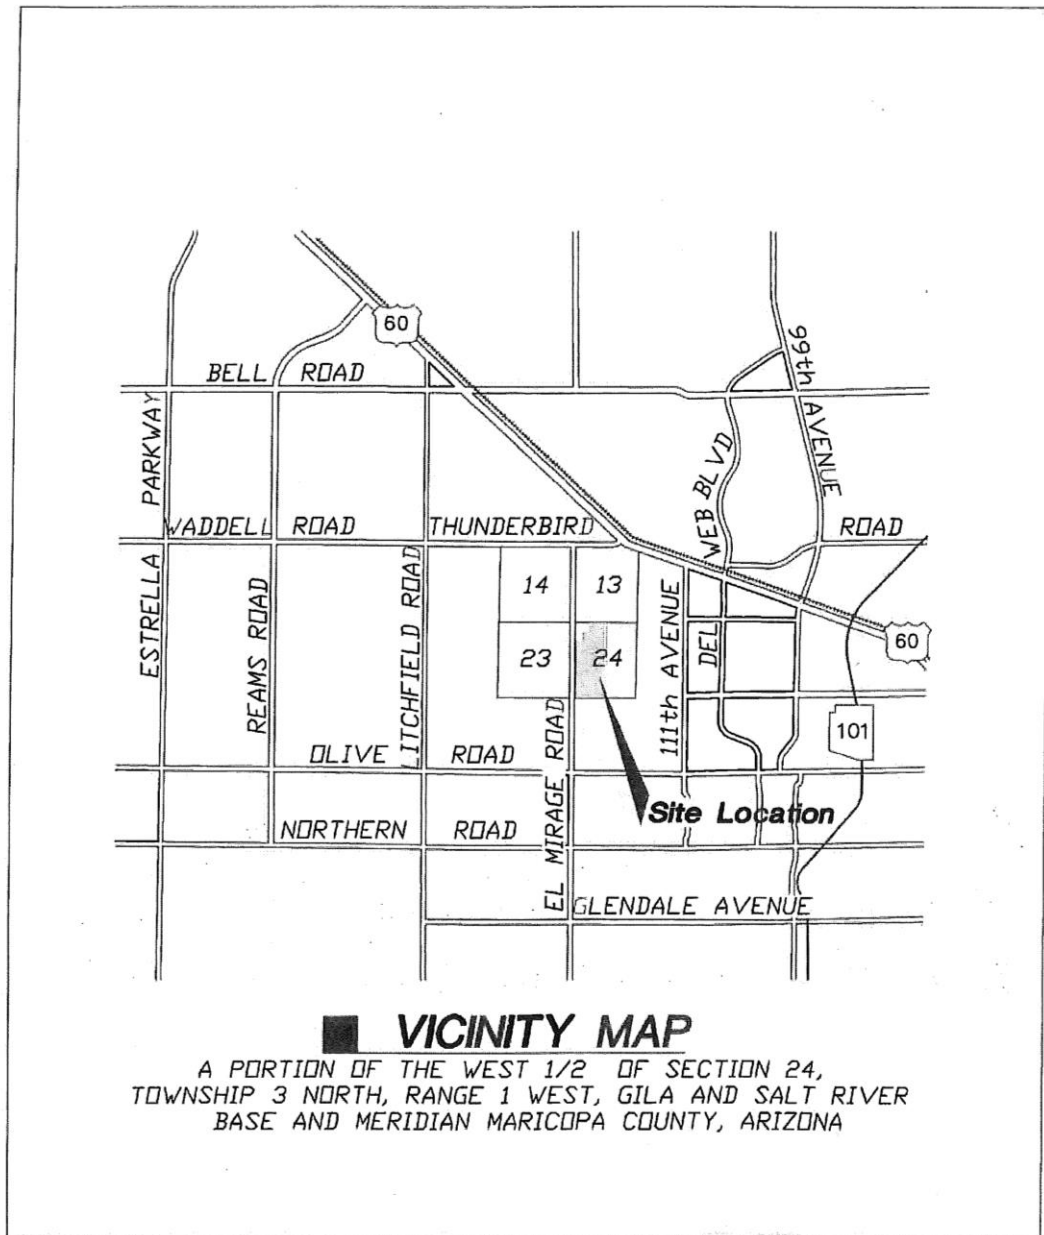 60
99th AVENUE
BELL ROAD
ESTRELLA PARKWAY
WEB BLVD
WADDELL ROAD THUNDERBIRD ROAD
REAMS ROAD
LITCHFIELD ROAD
14 13
111th AVENUE
DEL
60
23 24
EL MIRAGE ROAD
101
OLIVE ROAD
Site Location
NORTHERN ROAD
GLENDALE AVENUE
VICINITY MAP
A PORTION OF THE WEST 1/2 OF SECTION 24,
TOWNSHIP 3 NORTH, RANGE 1 WEST, GILA AND SALT RIVER
BASE AND MERIDIAN MARICOPA COUNTY, ARIZONA